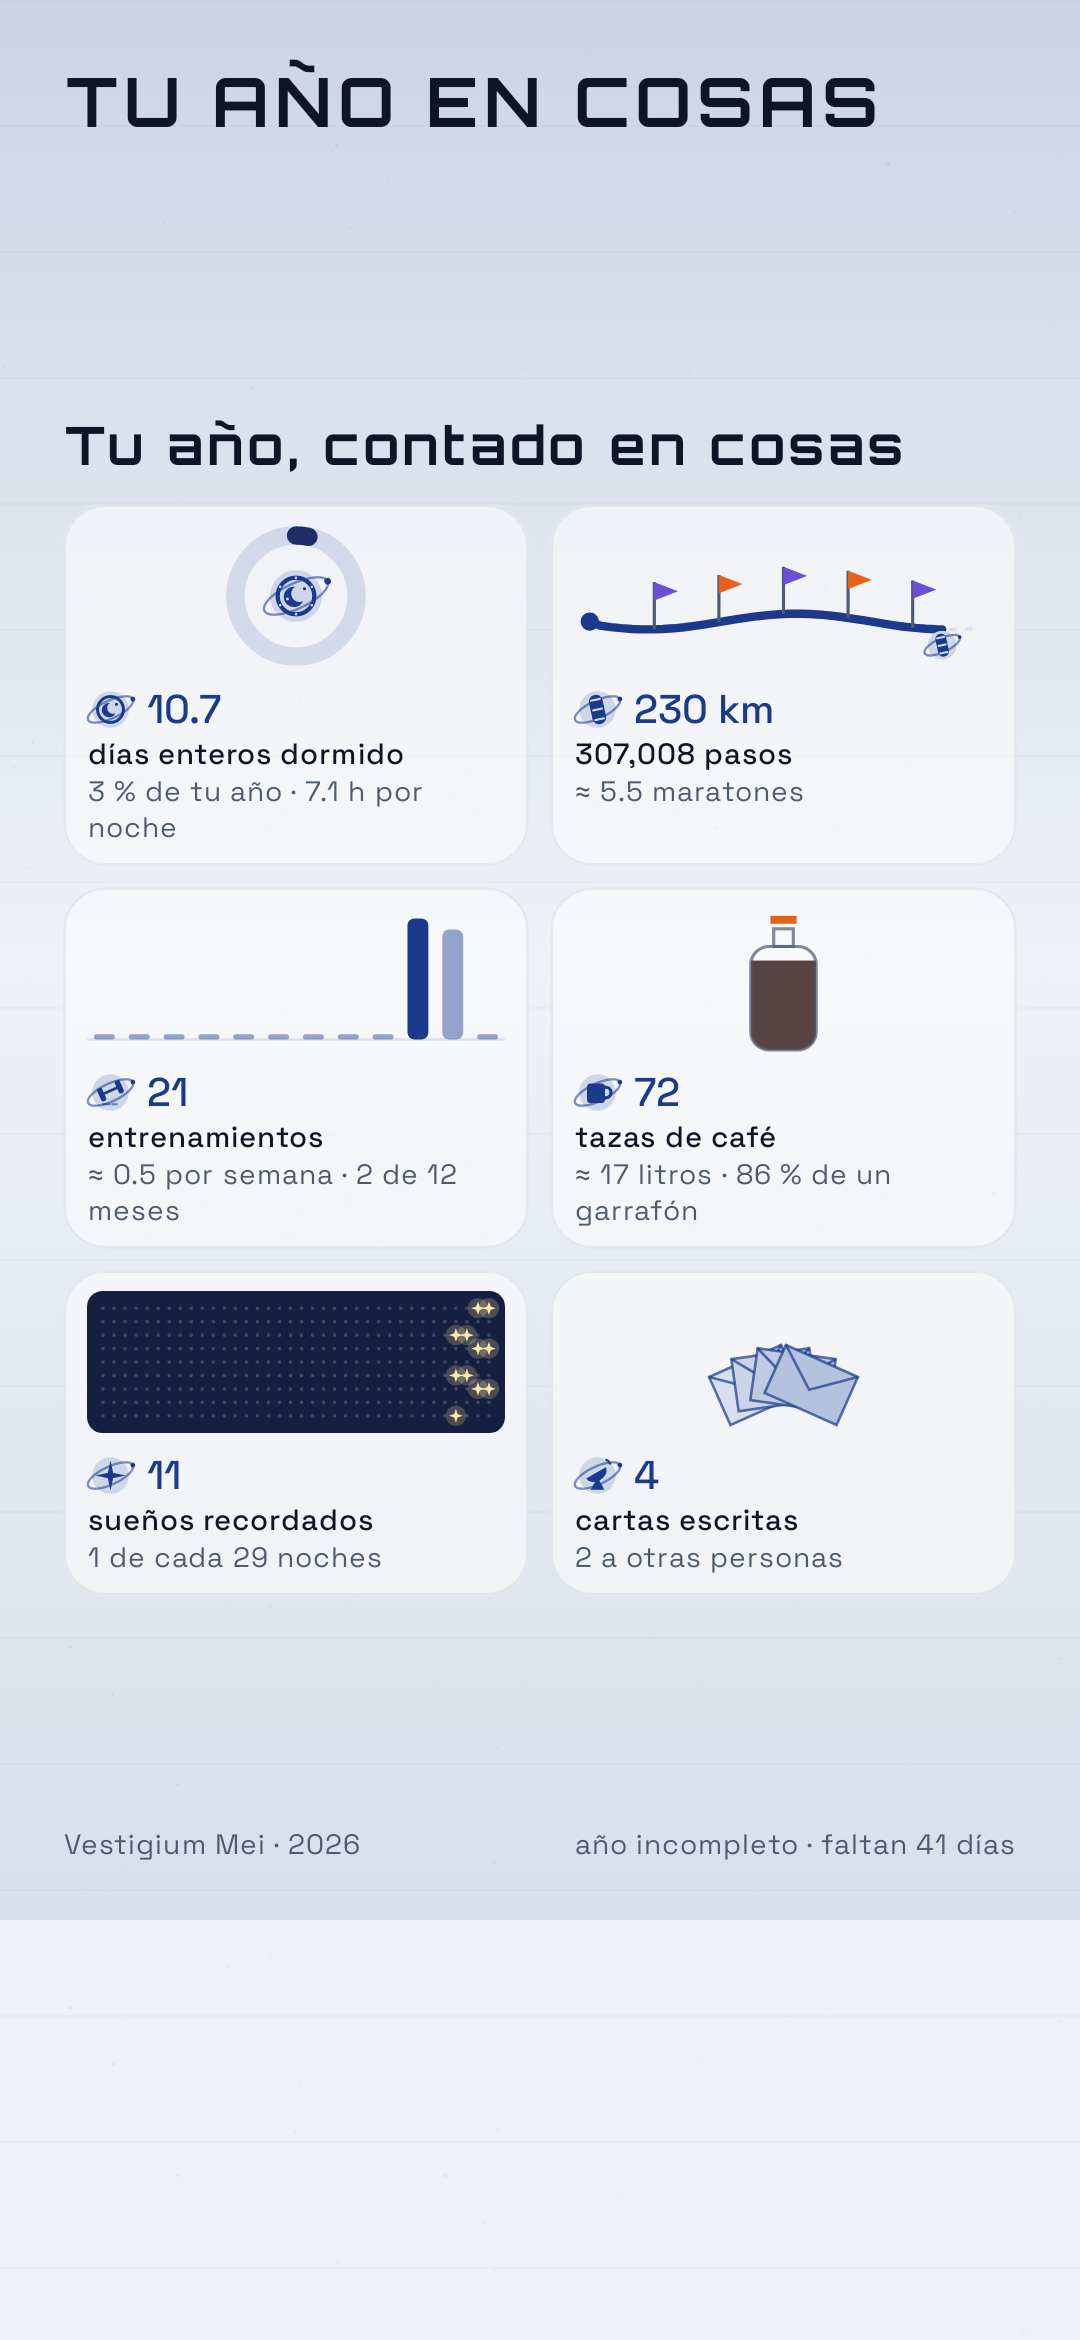 TU AÑO EN COSAS
Tu año, contado en cosas
10.7
días enteros dormido
3 % de tu año · 7.1 h por
noche
230 km
307,008 pasos
≈ 5.5 maratones
21
entrenamientos
≈ 0.5 por semana · 2 de 12
meses
72
tazas de café
≈ 17 litros · 86 % de un
garrafón
11
sueños recordados
1 de cada 29 noches
4
cartas escritas
2 a otras personas
Vestigium Mei · 2026
año incompleto · faltan 41 días